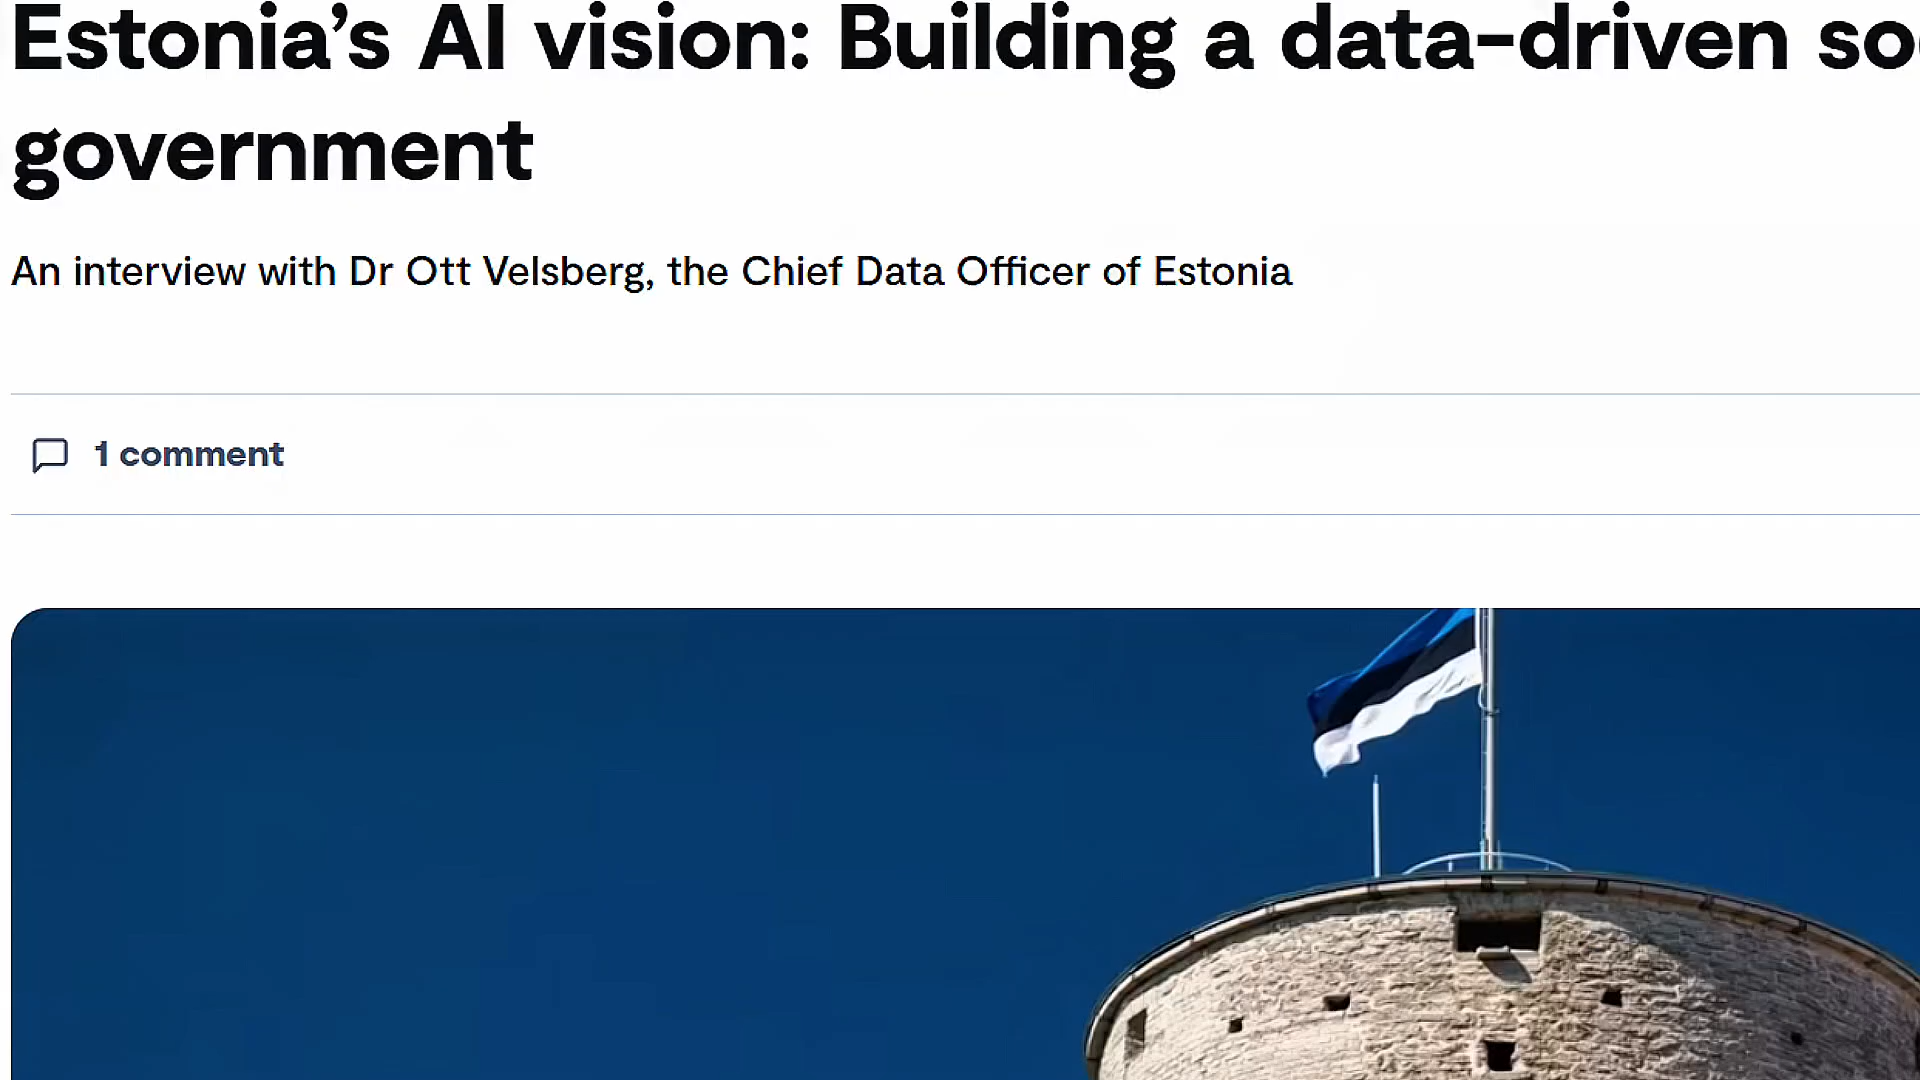 Estonia’s AI vision: Building a data-driven
government
An interview with Dr Ott Velsberg, the Chief Data Officer of Estonia
1 comment